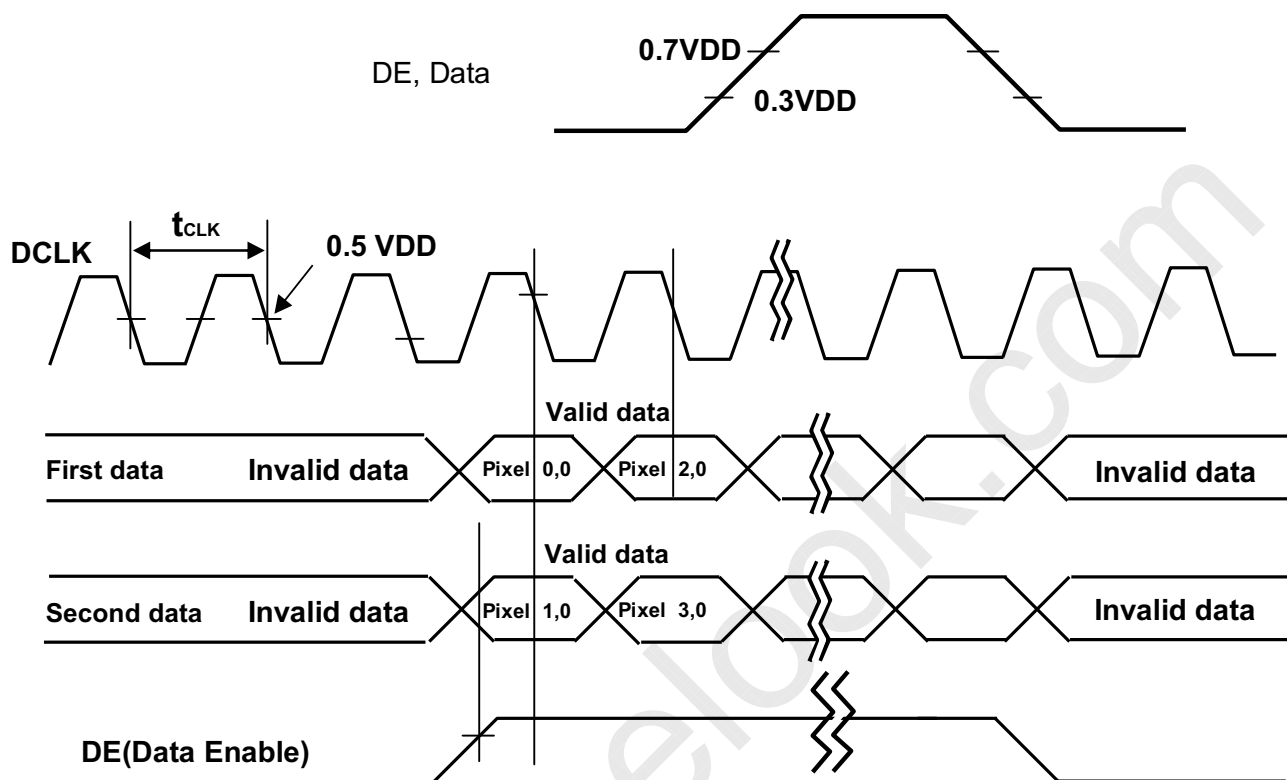 DE, Data
0.7VDD
0.3VDD
DCLK
tCLK
0.5 VDD
Valid data
First data
Invalid data
Pixel 0,0
Pixel 2,0
Invalid data
Valid data
Second data
Invalid data
Pixel 1,0
Pixel 3,0
Invalid data
DE(Data Enable)
elook.com